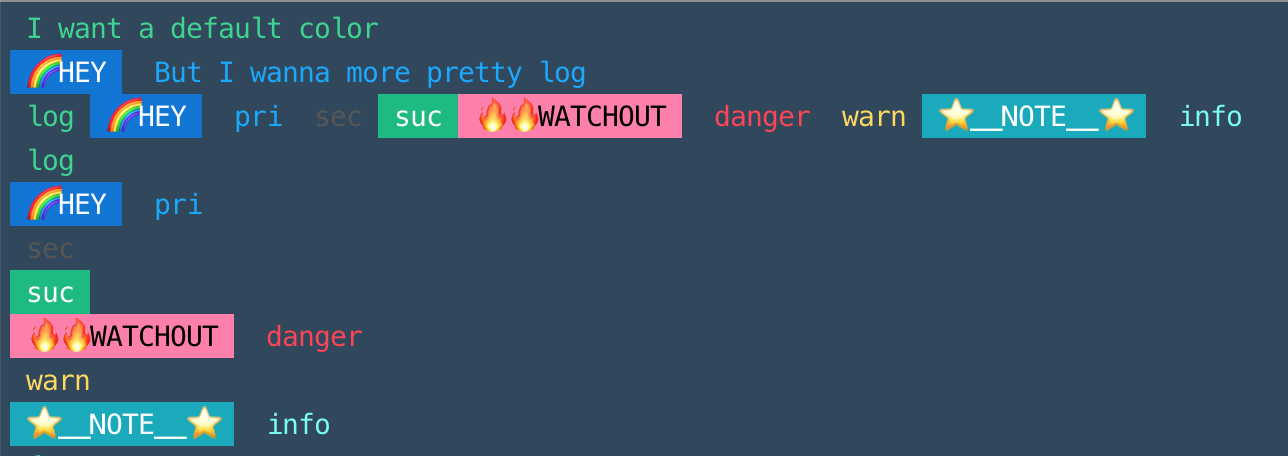 I want a default color
🌈HEY But I wanna more pretty log
log 🌈HEY pri sec suc 🔥🔥WATCHOUT danger warn ⭐__NOTE__⭐ info
log
🌈HEY pri
sec
suc
🔥🔥WATCHOUT danger
warn
⭐__NOTE__⭐ info